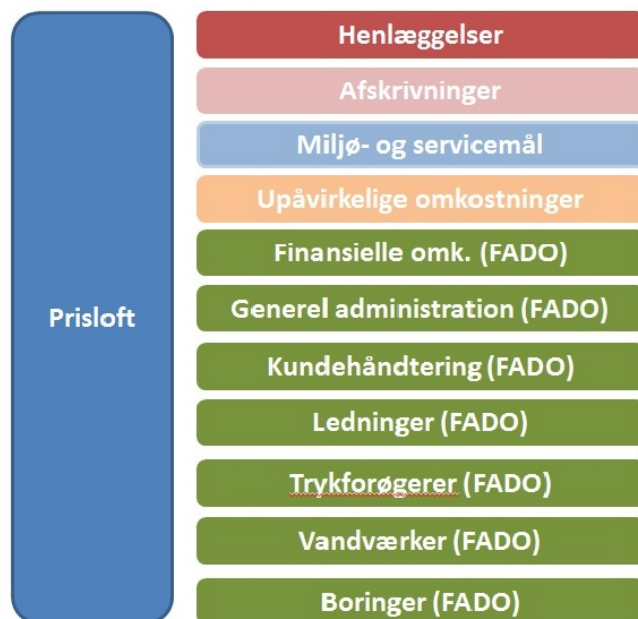 Prisloft
Henlæggelser
Afskrivninger
Miljø- og servicemål
Upåvirkelige omkostninger
Finansielle omk. (FADO)
Generel administration (FADO)
Kundehåndtering (FADO)
Ledninger (FADO)
Trykforøgerer (FADO)
Vandværker (FADO)
Boringer (FADO)